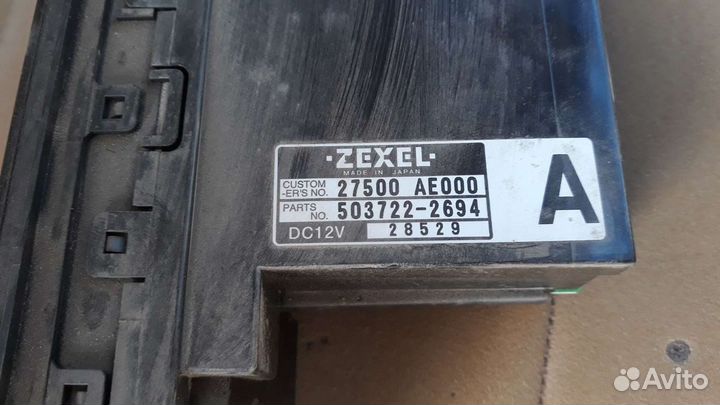 ·ZEXEL·
MADE IN JAPAN
CUSTOM
-ER'S NO. 27500 AE000
PARTS
NO. 503722-2694
DC12V 28529
A
Avito